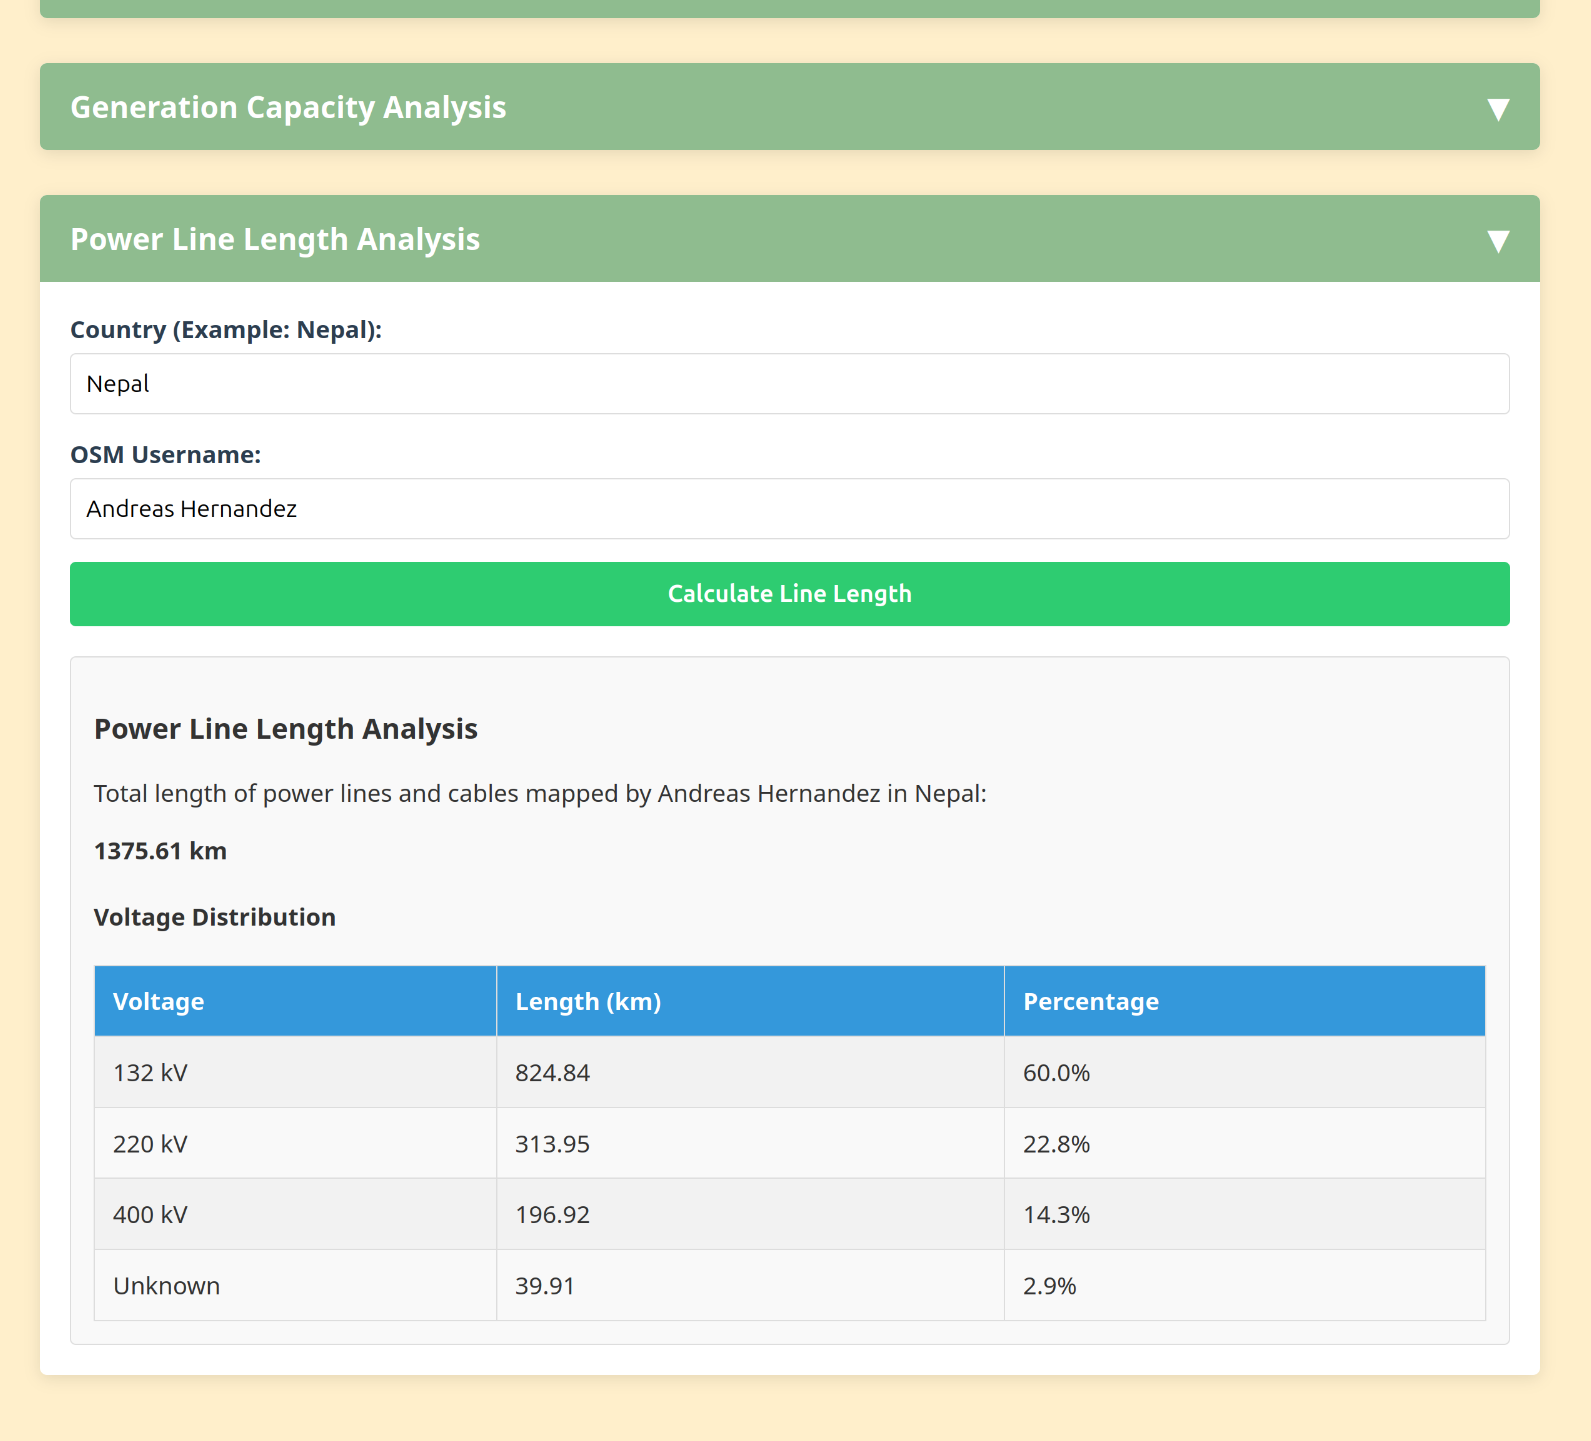 Generation Capacity Analysis ▼
Power Line Length Analysis ▼
Country (Example: Nepal):
Nepal
OSM Username:
Andreas Hernandez
Calculate Line Length
Power Line Length Analysis
Total length of power lines and cables mapped by Andreas Hernandez in Nepal:
1375.61 km
Voltage Distribution
Voltage Length (km) Percentage
132 kV 824.84 60.0%
220 kV 313.95 22.8%
400 kV 196.92 14.3%
Unknown 39.91 2.9%